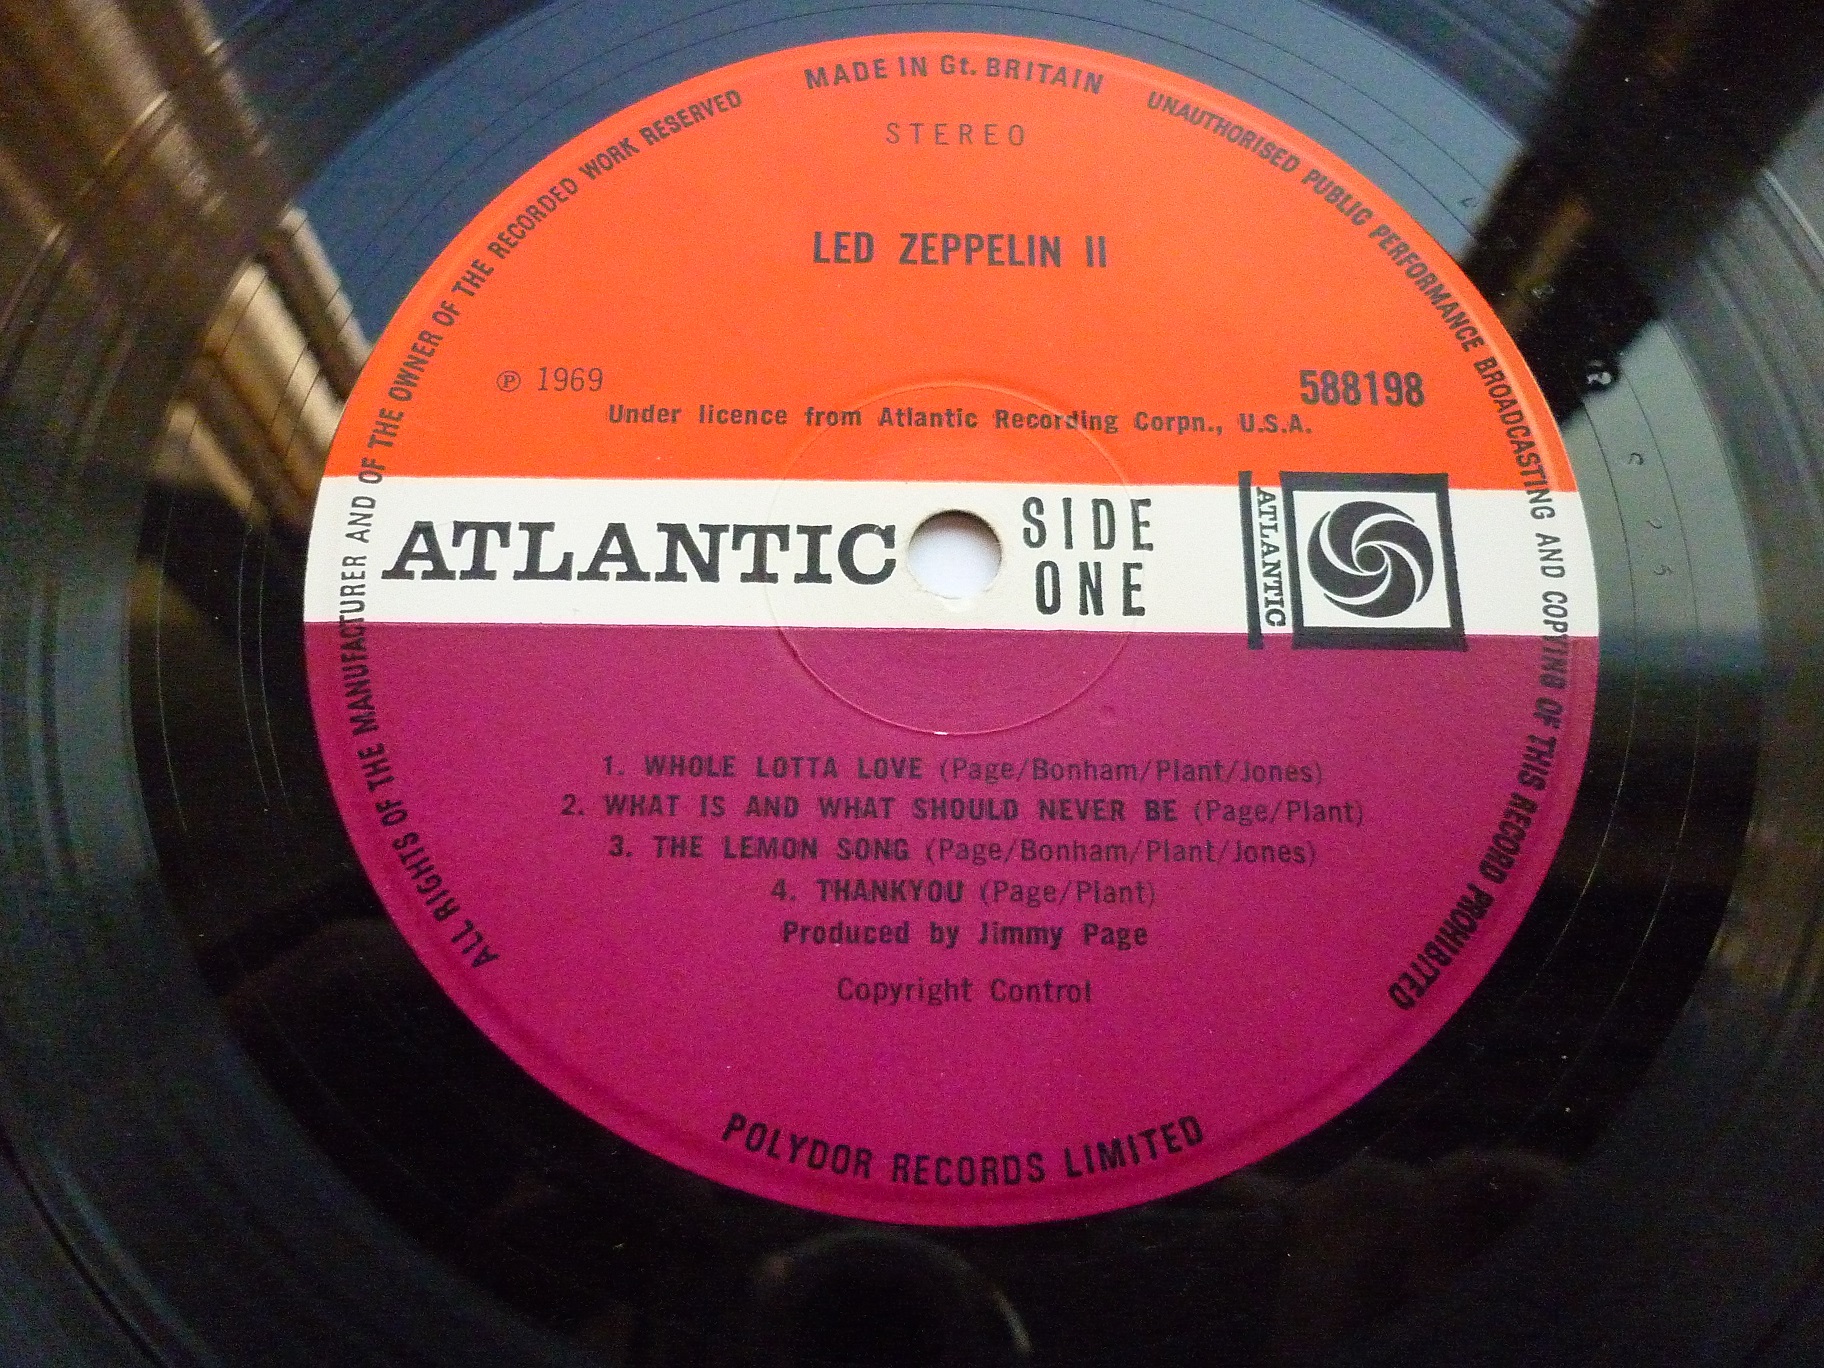 MADE IN Gt. BRITAIN
ALL RIGHTS OF THE MANUFACTURER AND OF THE OWNER OF THE RECORDED WORK RESERVED
UNAUTHORISED PUBLIC PERFORMANCE BROADCASTING AND COPYING OF THIS RECORD PROHIBITED
STEREO
LED ZEPPELIN II
℗ 1969
588198
Under licence from Atlantic Recording Corpn., U.S.A.
ATLANTIC
SIDE
ONE
ATLANTIC
1. WHOLE LOTTA LOVE (Page/Bonham/Plant/Jones)
2. WHAT IS AND WHAT SHOULD NEVER BE (Page/Plant)
3. THE LEMON SONG (Page/Bonham/Plant/Jones)
4. THANKYOU (Page/Plant)
Produced by Jimmy Page
Copyright Control
POLYDOR RECORDS LIMITED